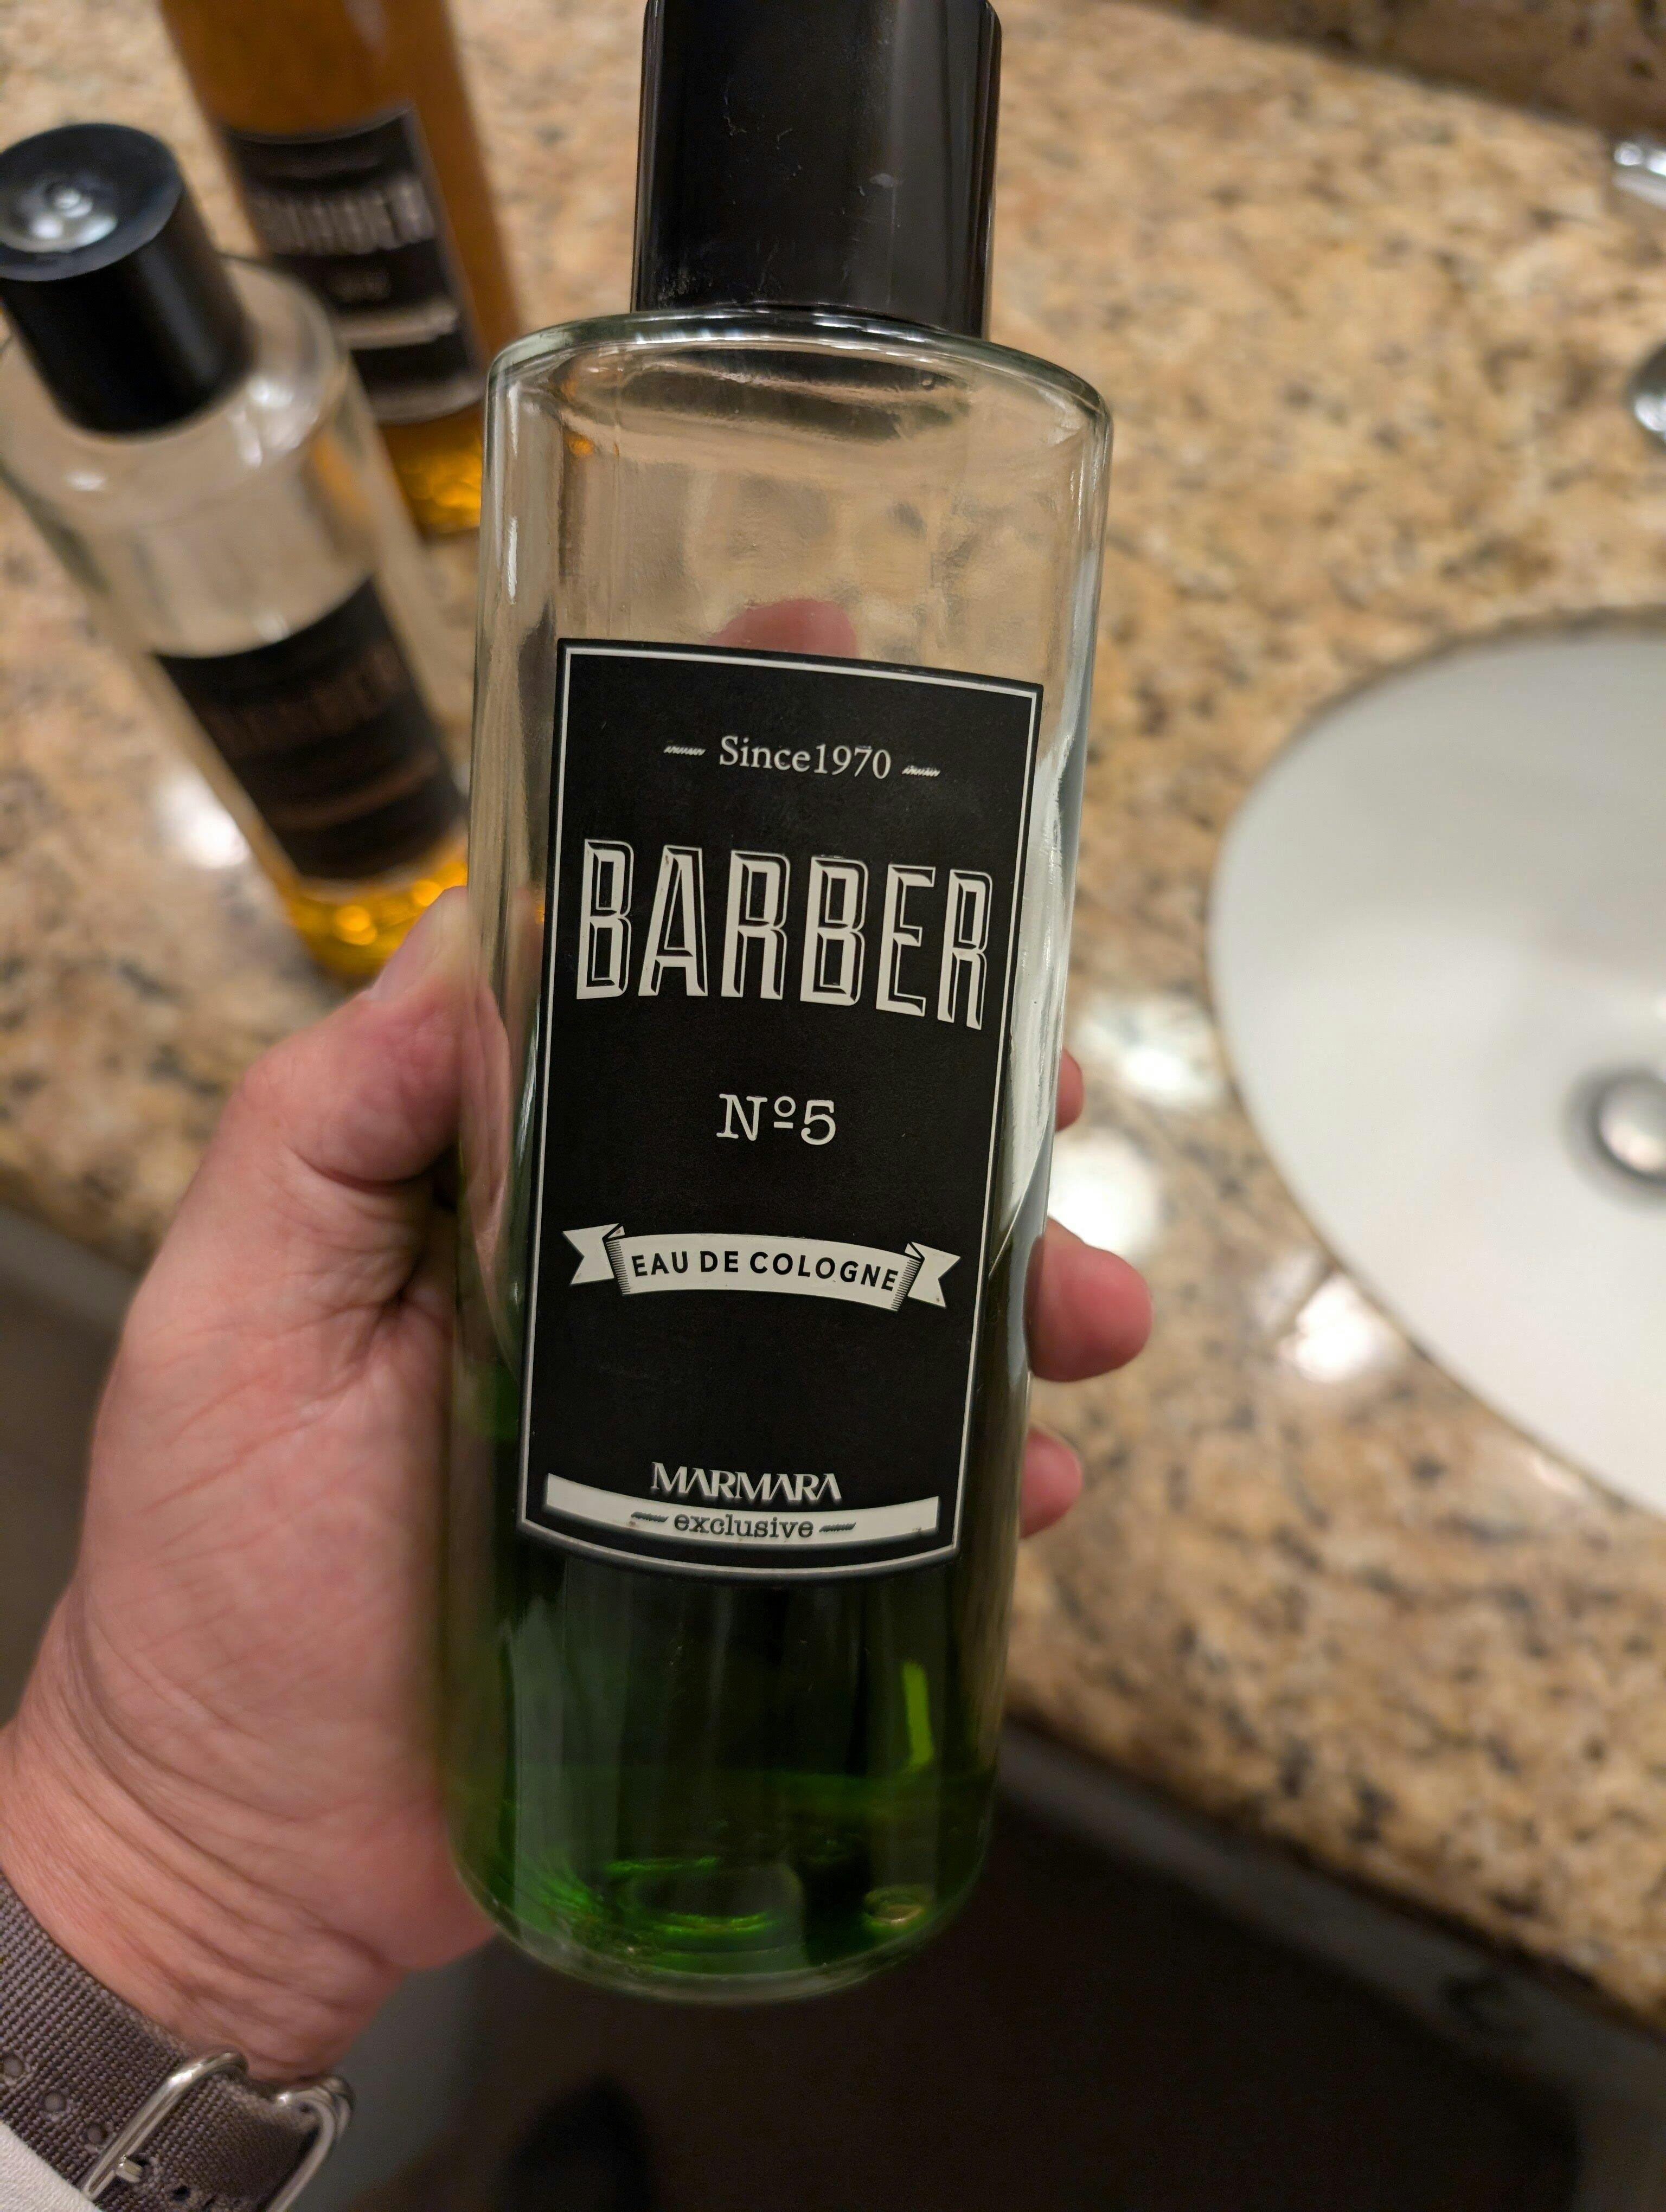 Since1970
BARBER
Nº5
EAU DE COLOGNE
MARMARA
exclusive